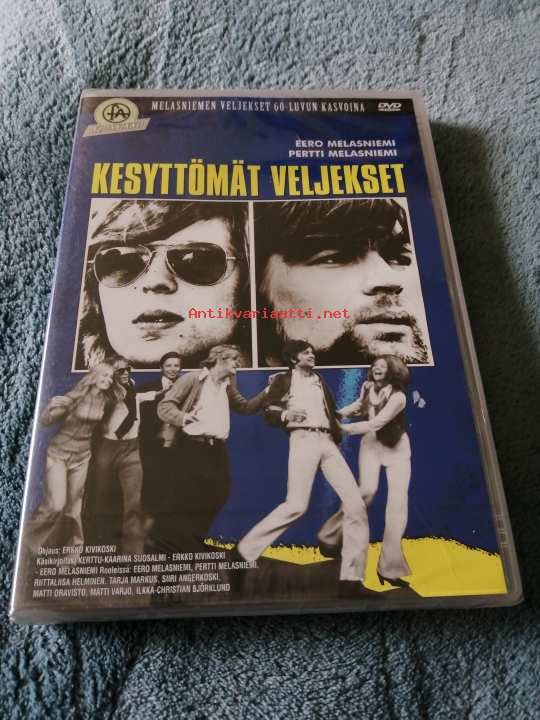 MELASNIEMEN VELJEKSET 60-LUVUN KASVOINA
DVD
EERO MELASNIEMI
PERTTI MELASNIEMI
KESYTTÖMÄT VELJEKSET
Antikvariaatti.net
Ohjaus: ERKKO KIVIKOSKI
Käsikirjoitus: KERTTU-KAARINA SUOSALMI - ERKKO KIVIKOSKI
- EERO MELASNIEMI Rooleissa: EERO MELASNIEMI, PERTTI MELASNIEMI,
RIITTALIISA HELMINEN, TARJA MARKUS, SIIRI ANGERKOSKI,
MATTI ORAVISTO, MATTI VARJO, ILKKA-CHRISTIAN BJÖRKLUND